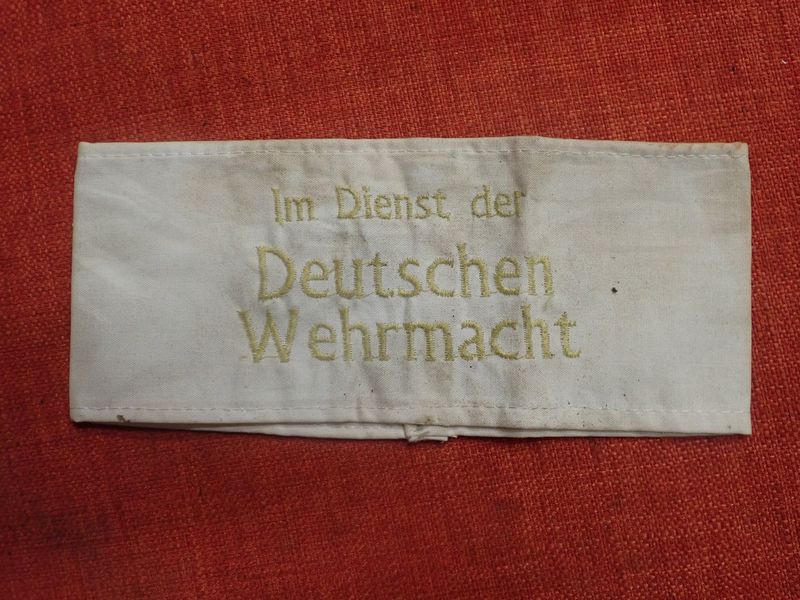 Im Dienst der
Deutschen
Wehrmacht